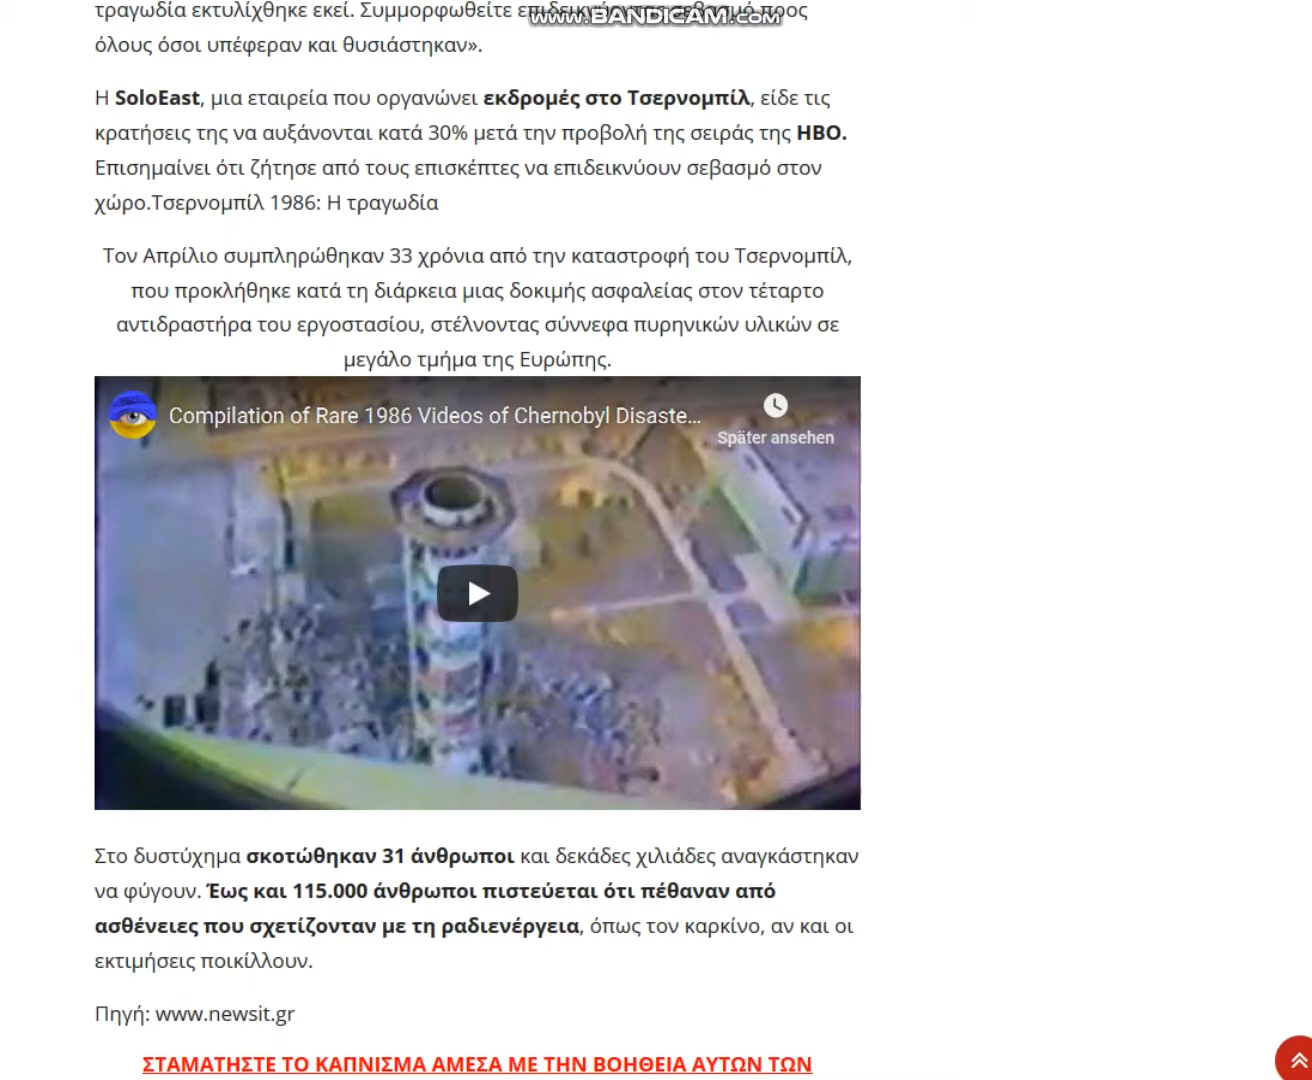 τραγωδία εκτυλίχθηκε εκεί. Συμμορφωθείτε επιδεικνύοντας σεβασμό προς
www.BANDICAM.com
όλους όσοι υπέφεραν και θυσιάστηκαν».
Η SoloEast, μια εταιρεία που οργανώνει εκδρομές στο Τσερνομπίλ, είδε τις
κρατήσεις της να αυξάνονται κατά 30% μετά την προβολή της σειράς της HBO.
Επισημαίνει ότι ζήτησε από τους επισκέπτες να επιδεικνύουν σεβασμό στον
χώρο.Τσερνομπίλ 1986: Η τραγωδία
Τον Απρίλιο συμπληρώθηκαν 33 χρόνια από την καταστροφή του Τσερνομπίλ,
που προκλήθηκε κατά τη διάρκεια μιας δοκιμής ασφαλείας στον τέταρτο
αντιδραστήρα του εργοστασίου, στέλνοντας σύννεφα πυρηνικών υλικών σε
μεγάλο τμήμα της Ευρώπης.
Compilation of Rare 1986 Videos of Chernobyl Disaste...
Später ansehen
Στο δυστύχημα σκοτώθηκαν 31 άνθρωποι και δεκάδες χιλιάδες αναγκάστηκαν
να φύγουν. Έως και 115.000 άνθρωποι πιστεύεται ότι πέθαναν από
ασθένειες που σχετίζονταν με τη ραδιενέργεια, όπως τον καρκίνο, αν και οι
εκτιμήσεις ποικίλλουν.
Πηγή: www.newsit.gr
ΣΤΑΜΑΤΗΣΤΕ ΤΟ ΚΑΠΝΙΣΜΑ ΑΜΕΣΑ ΜΕ ΤΗΝ ΒΟΗΘΕΙΑ ΑΥΤΩΝ ΤΩΝ